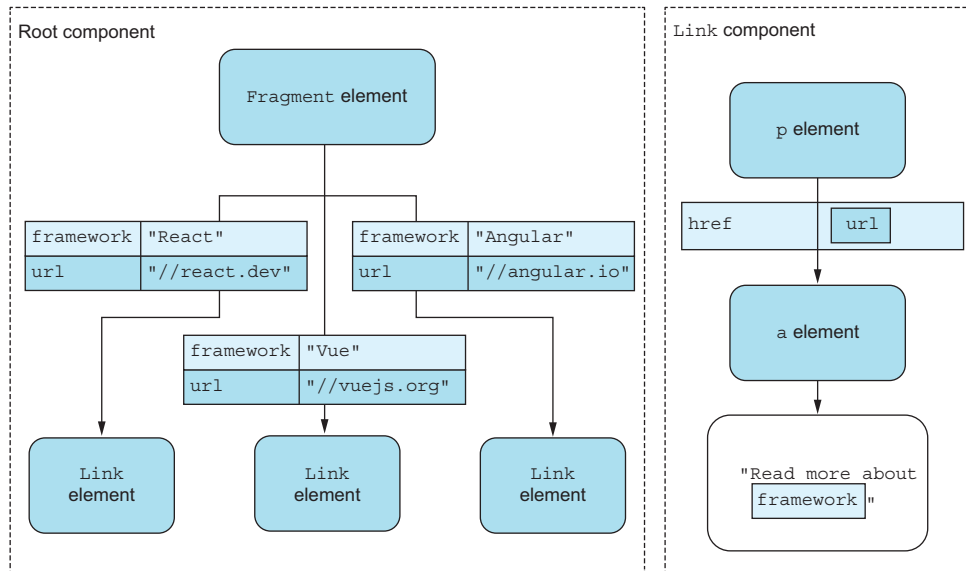 Root component
Fragment element
framework "React"
url "//react.dev"
framework "Angular"
url "//angular.io"
framework "Vue"
url "//vuejs.org"
Link
element
Link
element
Link
element
Link component
p element
href url
a element
"Read more about
framework "